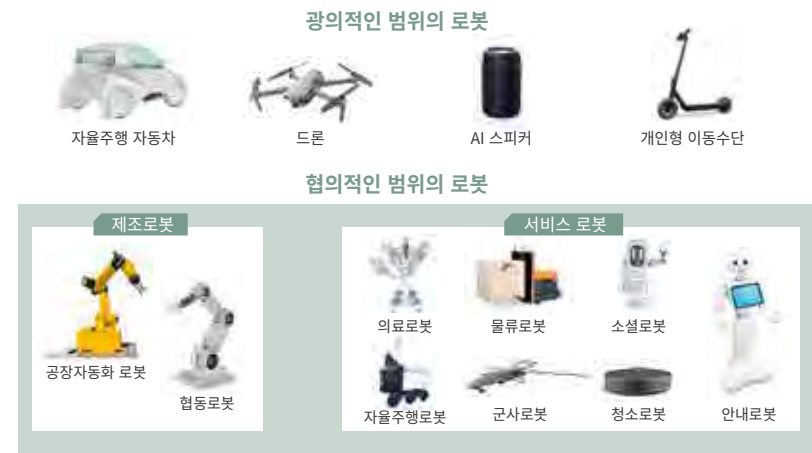 광의적인 범위의 로봇
자율주행 자동차
드론
AI 스피커
개인형 이동수단
협의적인 범위의 로봇
제조로봇
공장자동화 로봇
협동로봇
서비스 로봇
의료로봇
물류로봇
소셜로봇
자율주행로봇
군사로봇
청소로봇
안내로봇